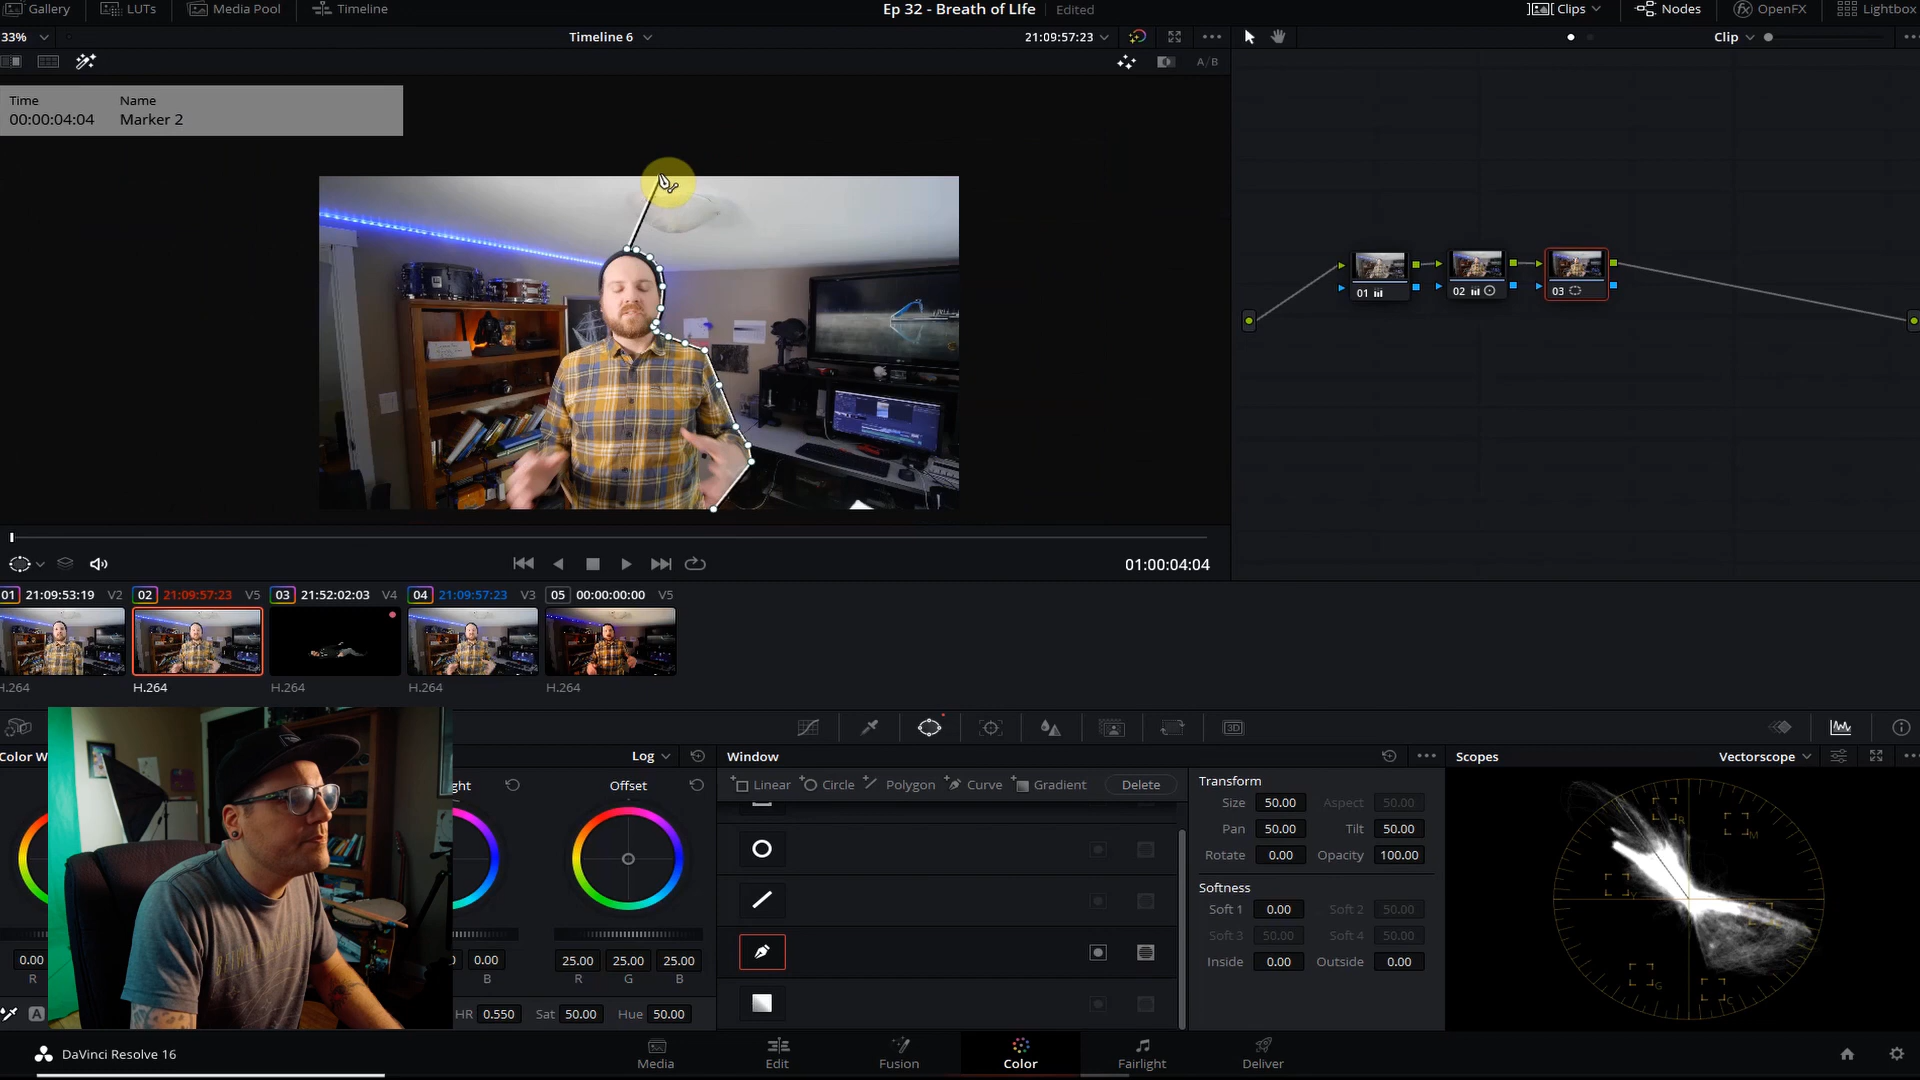 Gallery LUTs Media Pool Timeline Ep 32 - Breath of LIfe Edited Clips Nodes OpenFX Lightbox
33% Timeline 6 21:09:57:23 Clip
A/B
Time Name
00:00:04:04 Marker 2
01 02 03
01:00:04:04
01 21:09:53:19 V2 02 21:09:57:23 V5 03 21:52:02:03 V4 04 21:09:57:23 V3 05 00:00:00:00 V5
H.264 H.264 H.264 H.264 H.264
3D
Color W Log Window Scopes Vectorscope
ght Offset Linear Circle Polygon Curve Gradient Delete Transform
Size 50.00 Aspect 50.00
Pan 50.00 Tilt 50.00
Rotate 0.00 Opacity 100.00
Softness
Soft 1 0.00 Soft 2 50.00
Soft 3 50.00 Soft 4 50.00
Inside 0.00 Outside 0.00
0.00 0.00 25.00 25.00 25.00
R B R G B
A HR 0.550 Sat 50.00 Hue 50.00
R M Y G C
DaVinci Resolve 16 Media Edit Fusion Color Fairlight Deliver